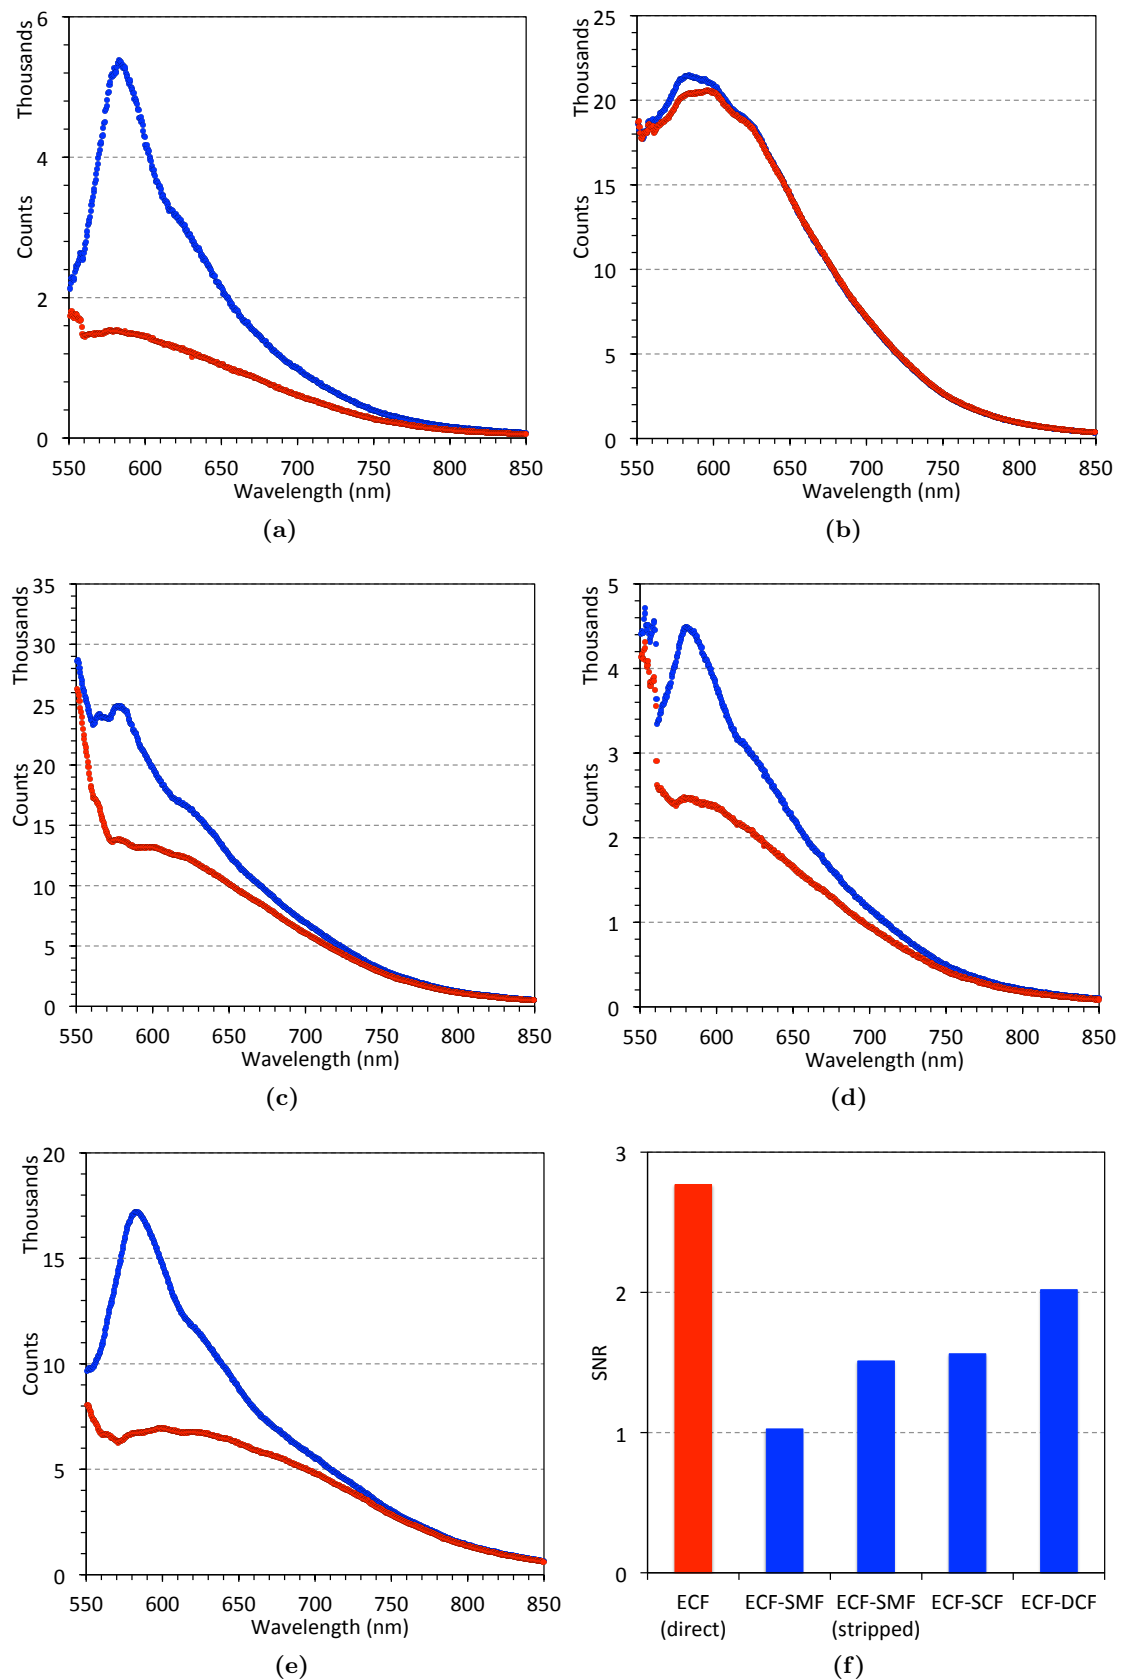 Thousands
Counts
6
4
2
0
550 600 650 700 750 800 850
Wavelength (nm)
(a)
Thousands
Counts
25
20
15
10
5
0
550 600 650 700 750 800 850
Wavelength (nm)
(b)
Thousands
Counts
35
30
25
20
15
10
5
0
550 600 650 700 750 800 850
Wavelength (nm)
(c)
Thousands
Counts
5
4
3
2
1
0
550 600 650 700 750 800 850
Wavelength (nm)
(d)
Thousands
Counts
20
15
10
5
0
550 600 650 700 750 800 850
Wavelength (nm)
(e)
SNR
3
2
1
0
ECF ECF-SMF ECF-SMF ECF-SCF ECF-DCF
(direct) (stripped)
(f)